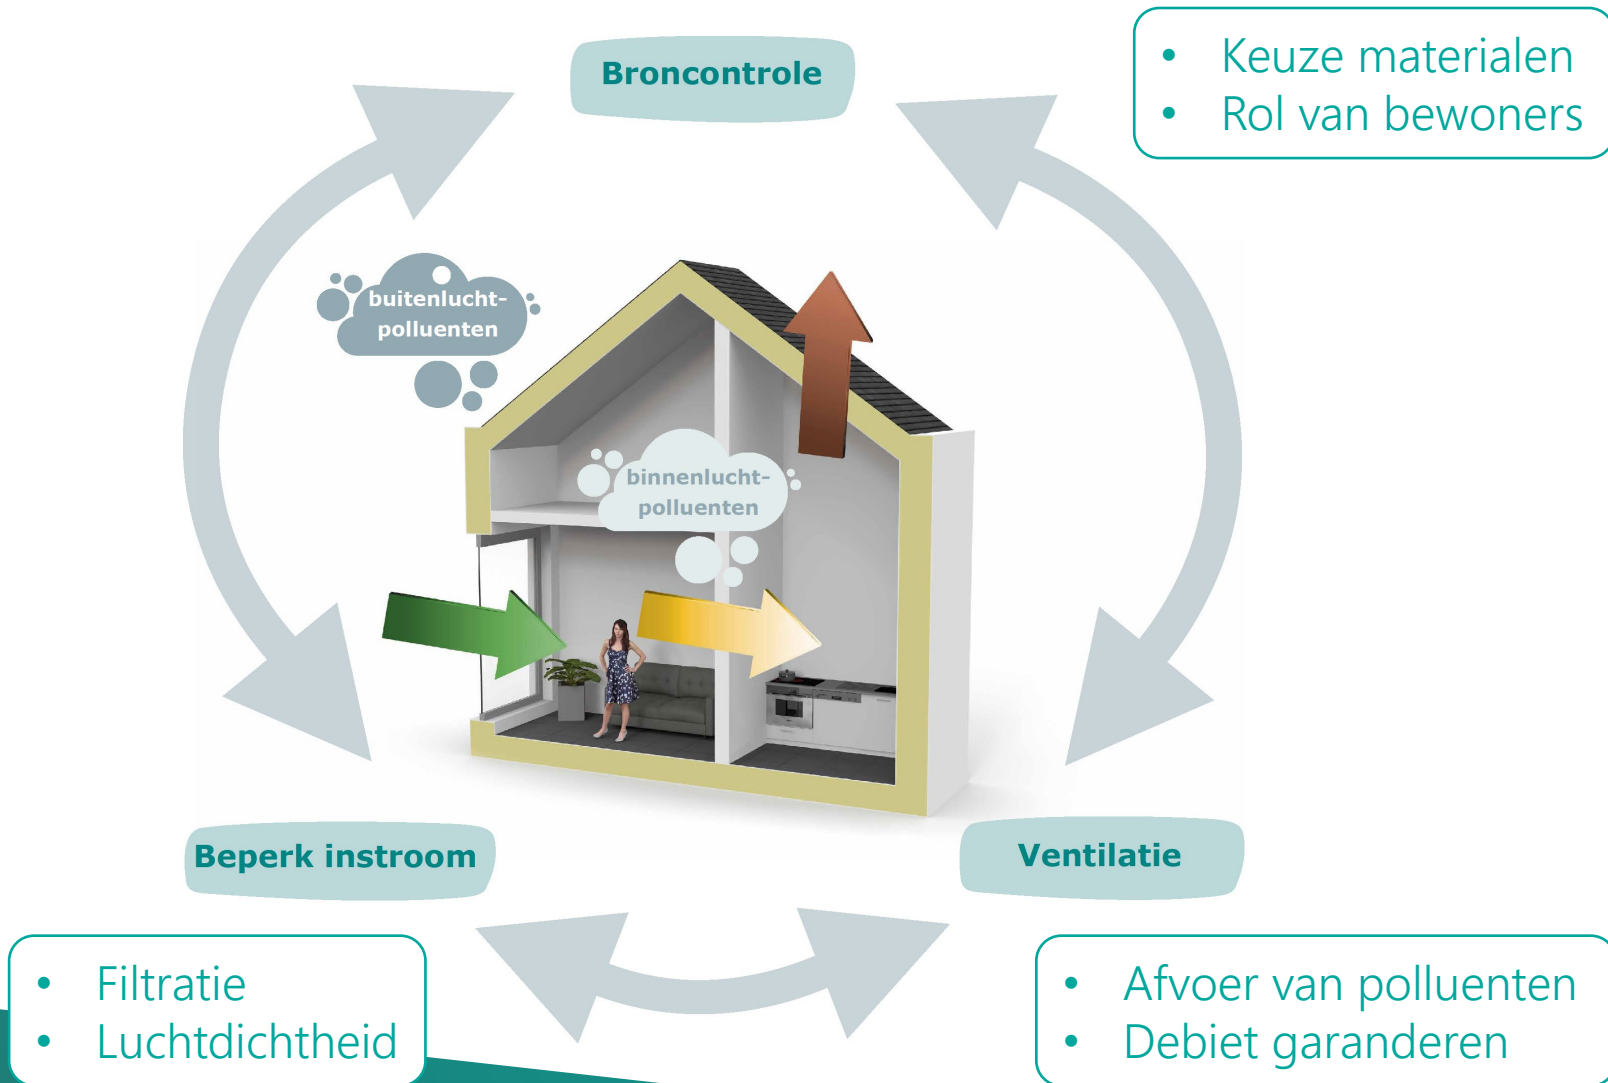 Broncontrole
• Keuze materialen
• Rol van bewoners
buitenlucht-
polluenten
binnenlucht-
polluenten
Beperk instroom
Ventilatie
• Filtratie
• Luchtdichtheid
• Afvoer van polluenten
• Debiet garanderen